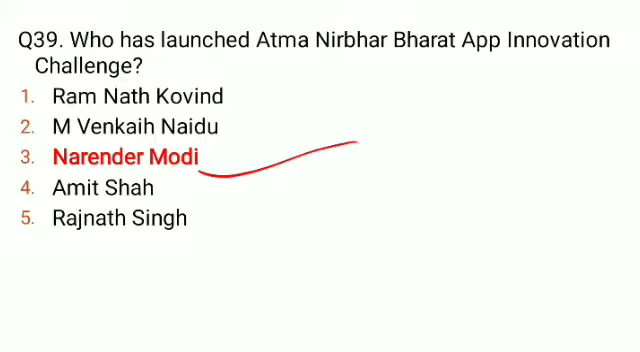 Q39. Who has launched Atma Nirbhar Bharat App Innovation
Challenge?
1. Ram Nath Kovind
2. M Venkaih Naidu
3. Narender Modi
4. Amit Shah
5. Rajnath Singh